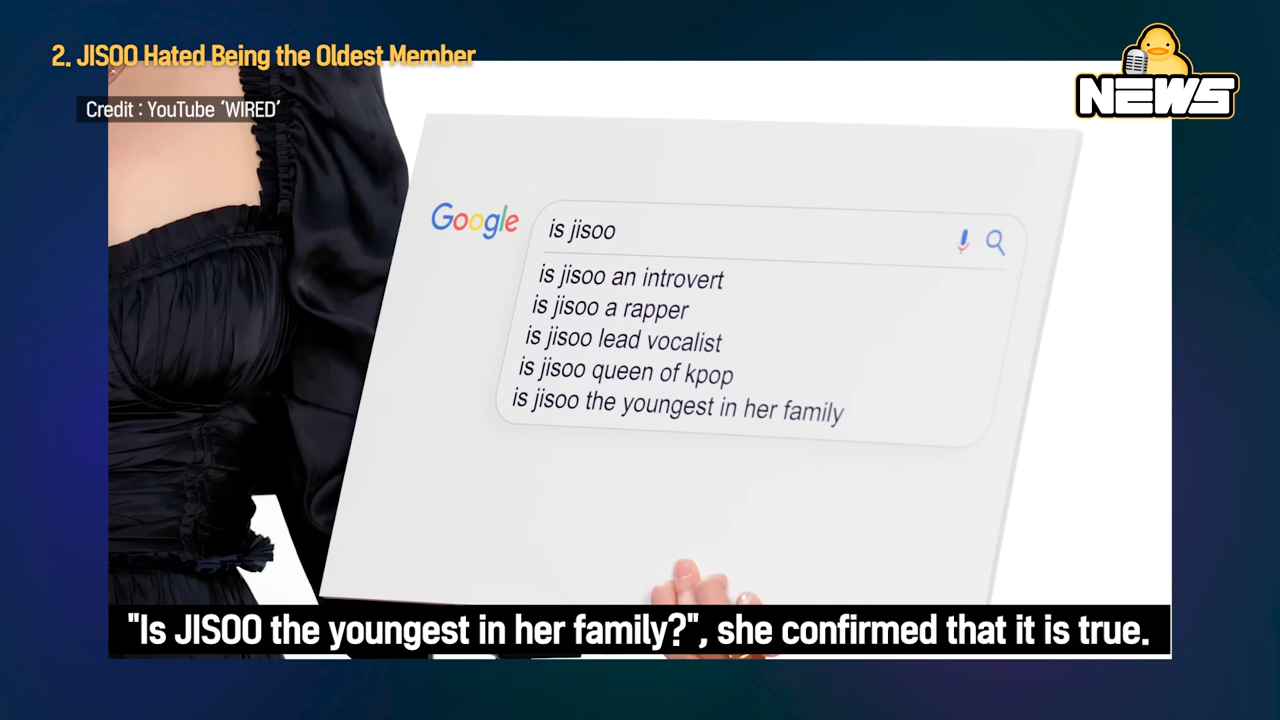 2. JISOO Hated Being the Oldest Member
Credit : YouTube ‘WIRED’
NEWS
Google
is jisoo
is jisoo an introvert
is jisoo a rapper
is jisoo lead vocalist
is jisoo queen of kpop
is jisoo the youngest in her family
"Is JISOO the youngest in her family?", she confirmed that it is true.